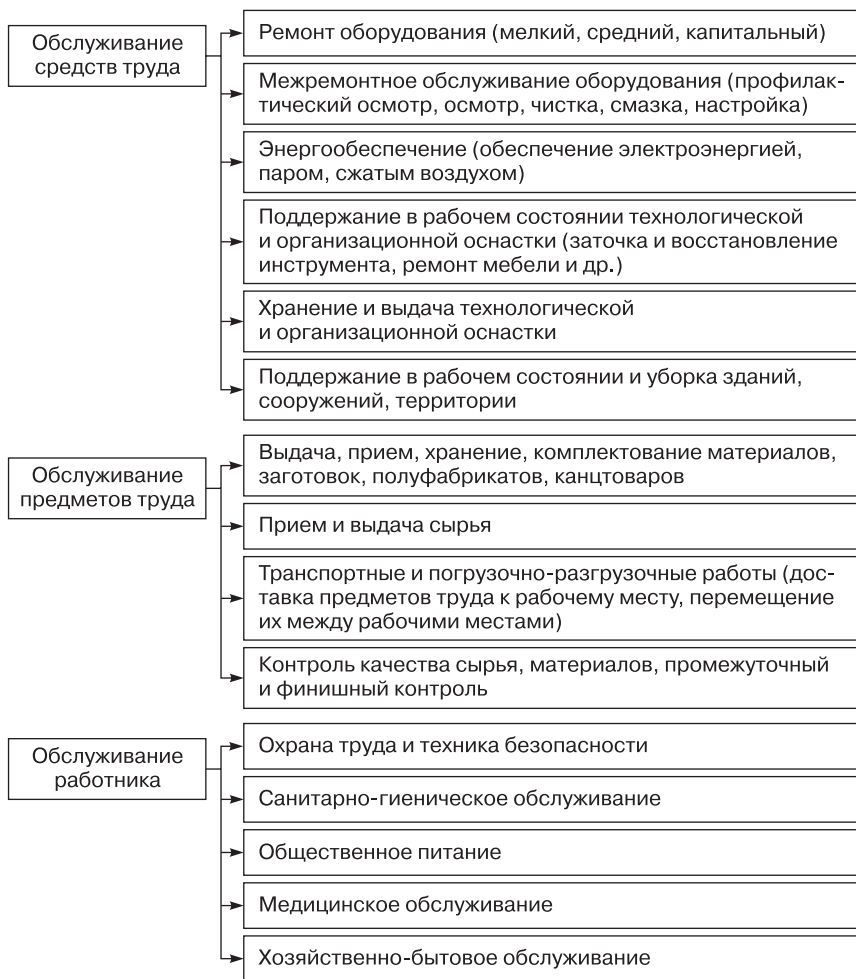 Обслуживание
средств труда
Ремонт оборудования (мелкий, средний, капитальный)
Межремонтное обслуживание оборудования (профилак-
тический осмотр, осмотр, чистка, смазка, настройка)
Энергообеспечение (обеспечение электроэнергией,
паром, сжатым воздухом)
Поддержание в рабочем состоянии технологической
и организационной оснастки (заточка и восстановление
инструмента, ремонт мебели и др.)
Хранение и выдача технологической
и организационной оснастки
Поддержание в рабочем состоянии и уборка зданий,
сооружений, территории
Обслуживание
предметов труда
Выдача, прием, хранение, комплектование материалов,
заготовок, полуфабрикатов, канцтоваров
Прием и выдача сырья
Транспортные и погрузочно-разгрузочные работы (дос-
тавка предметов труда к рабочему месту, перемещение
их между рабочими местами)
Контроль качества сырья, материалов, промежуточный
и финишный контроль
Обслуживание
работника
Охрана труда и техника безопасности
Санитарно-гиеническое обслуживание
Общественное питание
Медицинское обслуживание
Хозяйственно-бытовое обслуживание